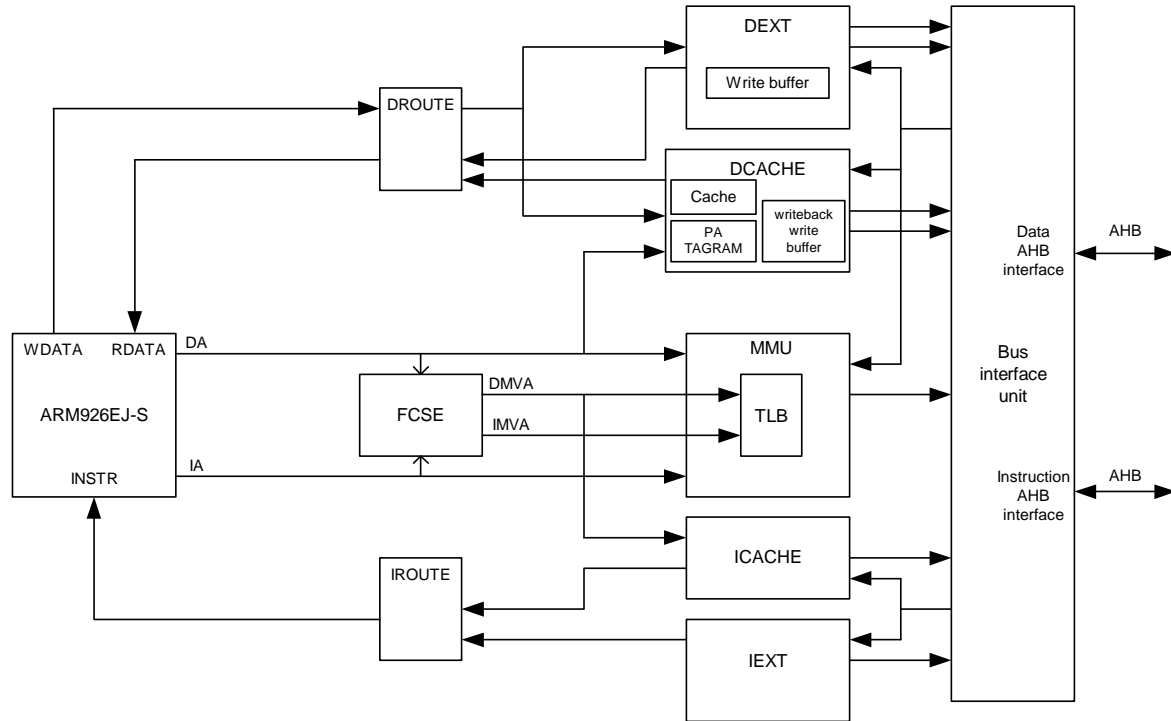 DEXT
Write buffer
DROUTE
DCACHE
Cache
PA
TAGRAM
writeback
write
buffer
Data
AHB
interface
AHB
WDATA
RDATA
DA
MMU
DMVA
FCSE
IMVA
TLB
Bus
interface
unit
ARM926EJ-S
IA
INSTR
Instruction
AHB
interface
AHB
ICACHE
IROUTE
IEXT